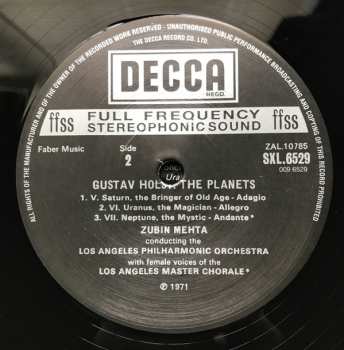 MANUFACTURER AND OF THE OWNER OF THE RECORDED WORK RESERVED - UNAUTHORISED PUBLIC PERFORMANCE BROADCASTING AND COPYING OF THIS RECORD PROHIBITED
THE DECCA RECORD CO. LTD.
DECCA
REGD.
ffss FULL FREQUENCY ffss
STEREOPHONIC SOUND
Faber Music
Side
2
ZAL.10785
SXL.6529
009 6529
Side
Ura
GUSTAV HOLST: THE PLANETS
1. V. Saturn, the Bringer of Old Age - Adagio
2. VI. Uranus, the Magician - Allegro
3. VII. Neptune, the Mystic - Andante*
ZUBIN MEHTA
conducting the
LOS ANGELES PHILHARMONIC ORCHESTRA
with female voices of the
LOS ANGELES MASTER CHORALE*
℗ 1971